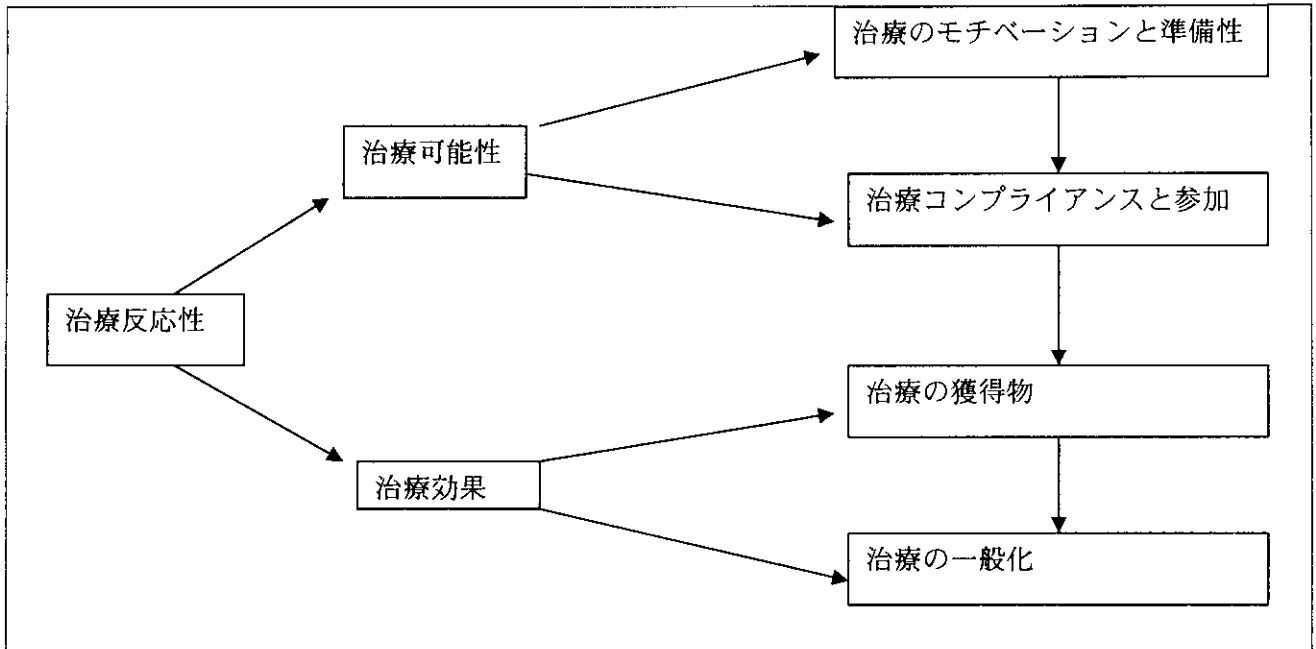 治療のモチベーションと準備性
治療可能性
治療コンプライアンスと参加
治療反応性
治療の獲得物
治療効果
治療の一般化